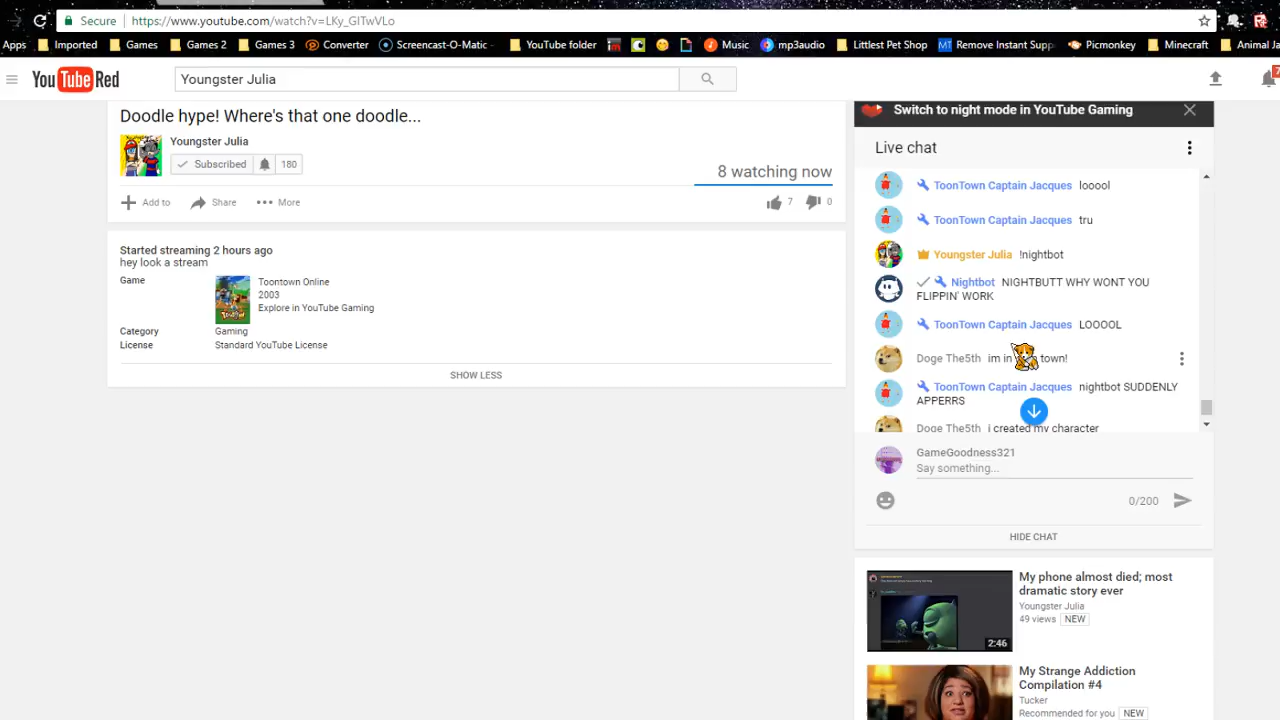 Secure https://www.youtube.com/watch?v=LKy_GITwVLo
Apps Imported Games Games 2 Games 3 Converter Screencast-O-Matic YouTube folder Music mp3audio Littlest Pet Shop Remove Instant Supp Picmonkey Minecraft Animal Ja
YouTube Red
Youngster Julia
7
Doodle hype! Where's that one doodle...
Youngster Julia
Subscribed 180
8 watching now
Add to Share More 7 0
Started streaming 2 hours ago
hey look a stream
Game Toontown Online
2003
Explore in YouTube Gaming
Category Gaming
License Standard YouTube License
SHOW LESS
Switch to night mode in YouTube Gaming
Live chat
ToonTown Captain Jacques looool
ToonTown Captain Jacques tru
Youngster Julia !nightbot
Nightbot NIGHTBUTT WHY WONT YOU
FLIPPIN' WORK
ToonTown Captain Jacques LOOOOL
Doge The5th im in town!
ToonTown Captain Jacques nightbot SUDDENLY
APPERRS
Doge The5th i created my character
GameGoodness321
Say something...
0/200
HIDE CHAT
My phone almost died; most
dramatic story ever
Youngster Julia
49 views NEW
2:46
My Strange Addiction
Compilation #4
Tucker
Recommended for you NEW